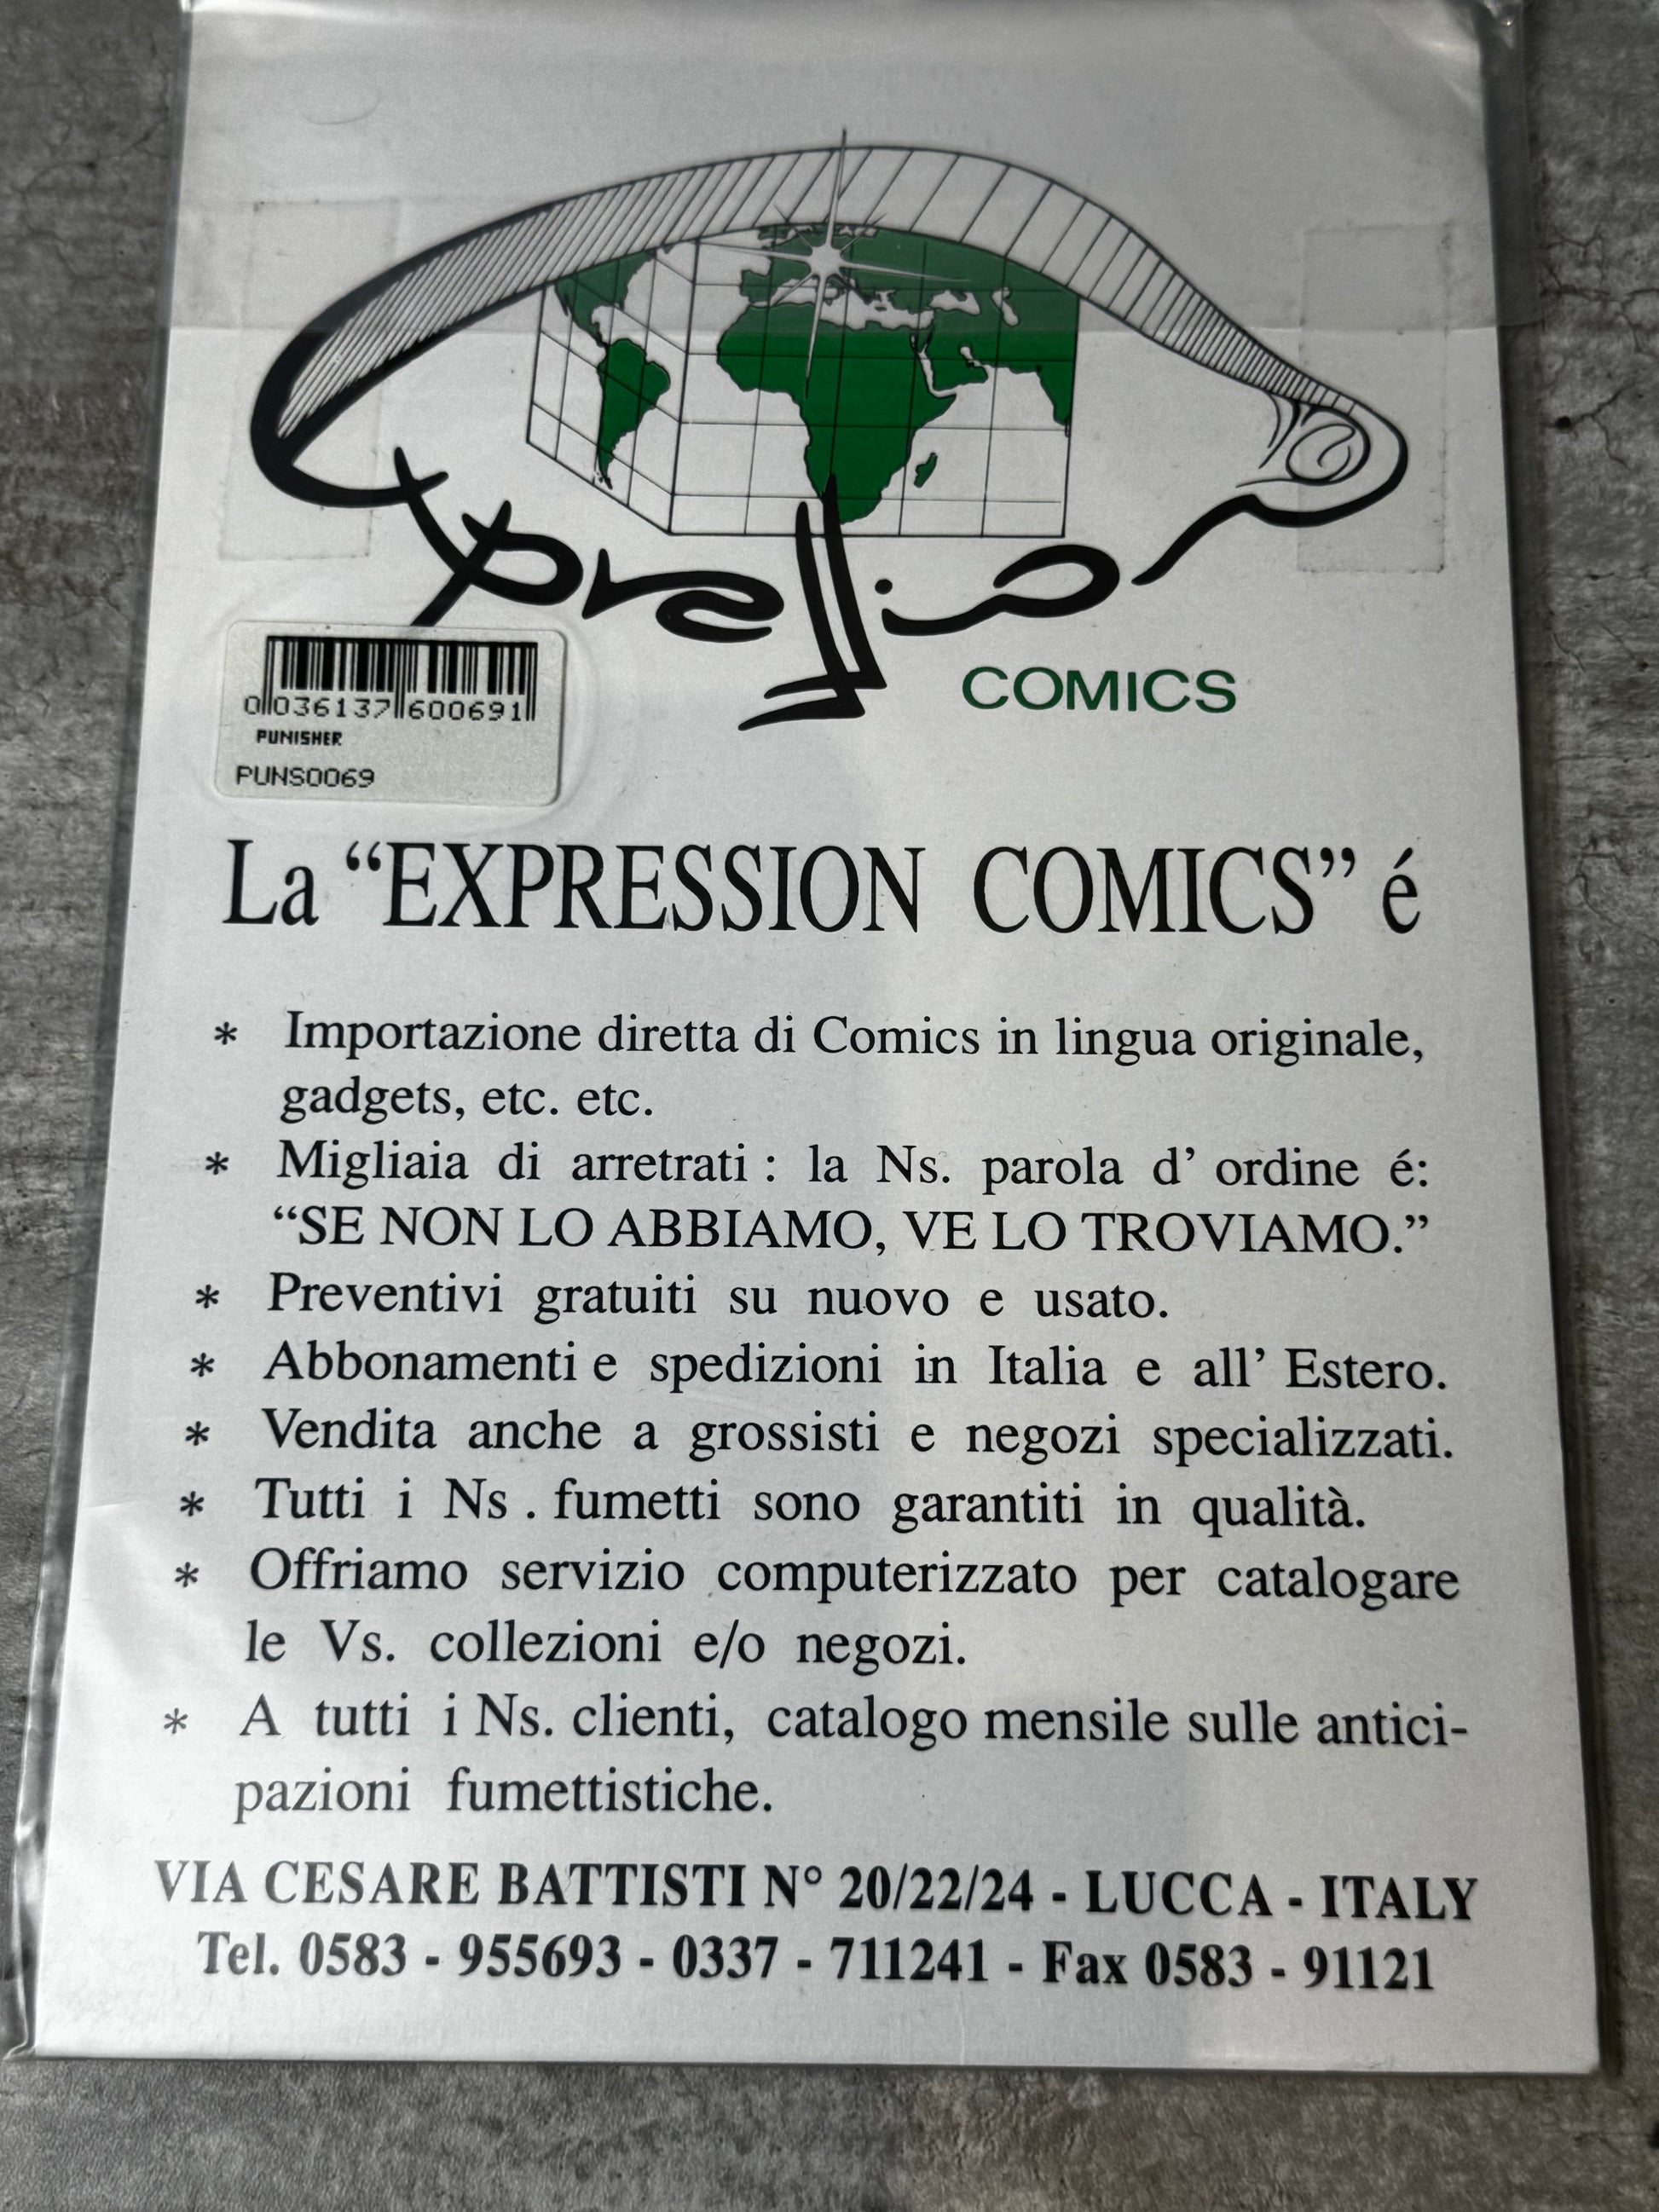 Expression
COMICS
0 036137 600691
PUNISHER
PUNS0069
La “EXPRESSION COMICS” é
* Importazione diretta di Comics in lingua originale,
gadgets, etc. etc.
* Migliaia di arretrati : la Ns. parola d’ ordine é:
“SE NON LO ABBIAMO, VE LO TROVIAMO.”
* Preventivi gratuiti su nuovo e usato.
* Abbonamenti e spedizioni in Italia e all’ Estero.
* Vendita anche a grossisti e negozi specializzati.
* Tutti i Ns . fumetti sono garantiti in qualità.
* Offriamo servizio computerizzato per catalogare
le Vs. collezioni e/o negozi.
* A tutti i Ns. clienti, catalogo mensile sulle antici-
pazioni fumettistiche.
VIA CESARE BATTISTI N° 20/22/24 - LUCCA - ITALY
Tel. 0583 - 955693 - 0337 - 711241 - Fax 0583 - 91121